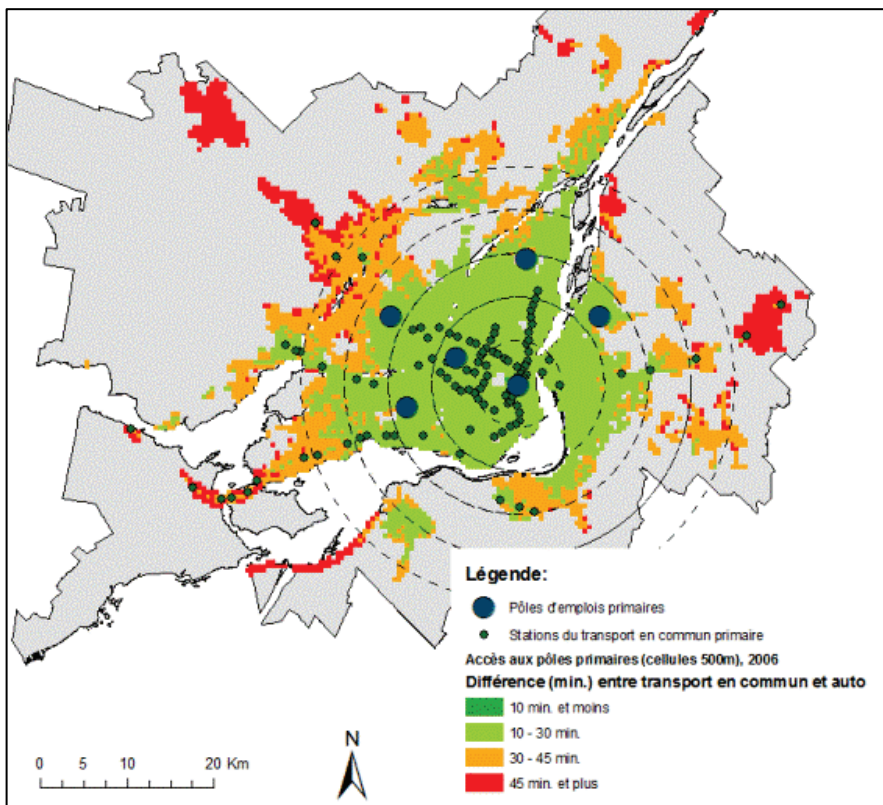 Légende:
Pôles d'emplois primaires
Stations du transport en commun primaire
Accès aux pôles primaires (cellules 500m), 2006
Différence (min.) entre transport en commun et auto
10 min. et moins
10 - 30 min.
30 - 45 min.
45 min. et plus
N
0 5 10 20 Km